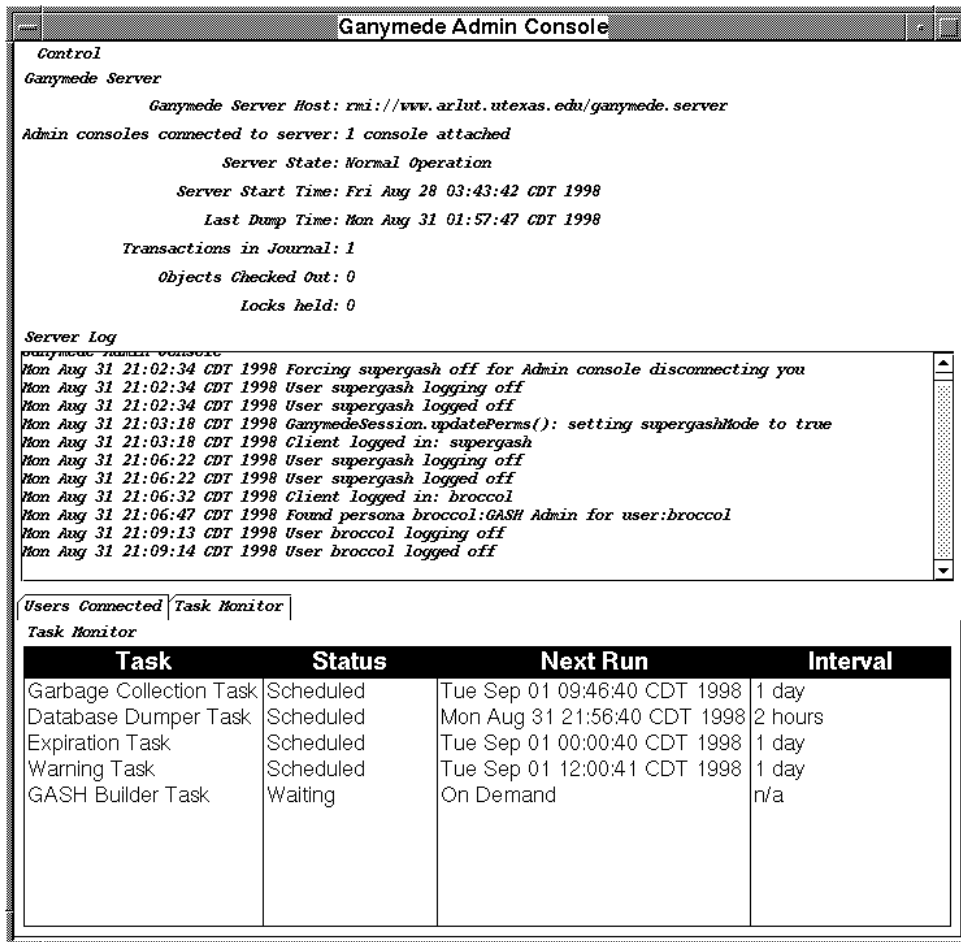 Ganymede Admin Console
Control
Ganymede Server
Ganymede Server Host: rmi://www.arlut.utexas.edu/ganymede.server
Admin consoles connected to server: 1 console attached
Server State: Normal Operation
Server Start Time: Fri Aug 28 03:43:42 CDT 1998
Last Dump Time: Mon Aug 31 01:57:47 CDT 1998
Transactions in Journal: 1
Objects Checked Out: 0
Locks held: 0
Server Log
Ganymede Admin Console
Mon Aug 31 21:02:34 CDT 1998 Forcing supergash off for Admin console disconnecting you
Mon Aug 31 21:02:34 CDT 1998 User supergash logging off
Mon Aug 31 21:02:34 CDT 1998 User supergash logged off
Mon Aug 31 21:03:18 CDT 1998 GanymedeSession.updatePerms(): setting supergashMode to true
Mon Aug 31 21:03:18 CDT 1998 Client logged in: supergash
Mon Aug 31 21:06:22 CDT 1998 User supergash logging off
Mon Aug 31 21:06:22 CDT 1998 User supergash logged off
Mon Aug 31 21:06:32 CDT 1998 Client logged in: broccol
Mon Aug 31 21:06:47 CDT 1998 Found persona broccol:GASH Admin for user:broccol
Mon Aug 31 21:09:13 CDT 1998 User broccol logging off
Mon Aug 31 21:09:14 CDT 1998 User broccol logged off
Users Connected Task Monitor
Task Monitor
Task Status Next Run Interval
Garbage Collection Task Scheduled Tue Sep 01 09:46:40 CDT 1998 1 day
Database Dumper Task Scheduled Mon Aug 31 21:56:40 CDT 1998 2 hours
Expiration Task Scheduled Tue Sep 01 00:00:40 CDT 1998 1 day
Warning Task Scheduled Tue Sep 01 12:00:41 CDT 1998 1 day
GASH Builder Task Waiting On Demand n/a